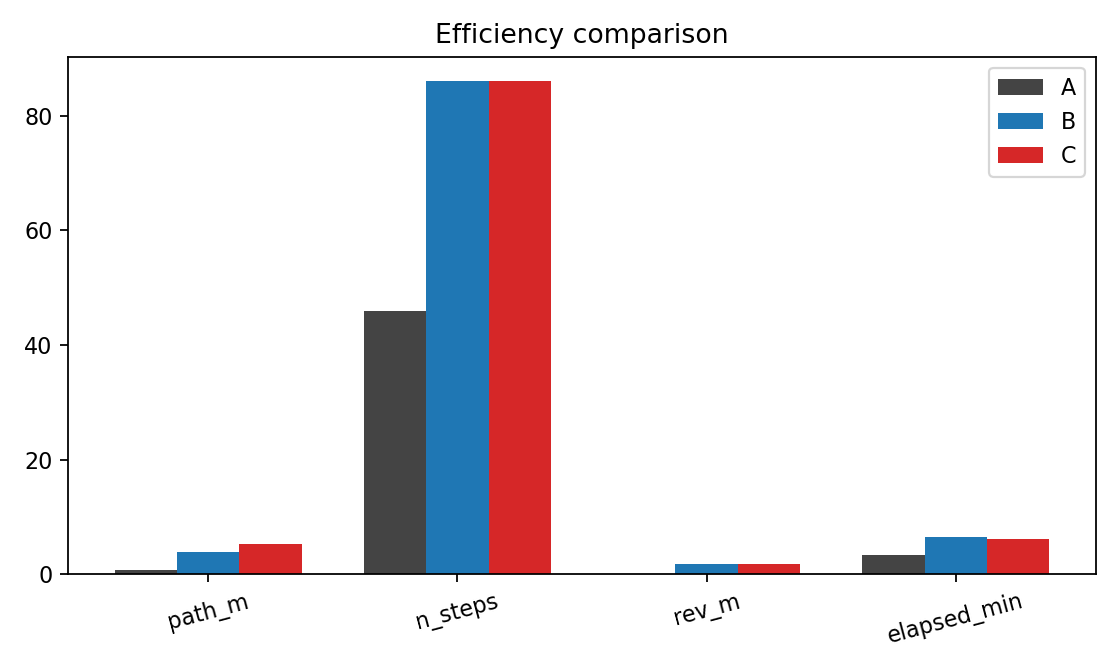 Efficiency comparison
A
B
C
80
60
40
20
0
path_m
n_steps
rev_m
elapsed_min